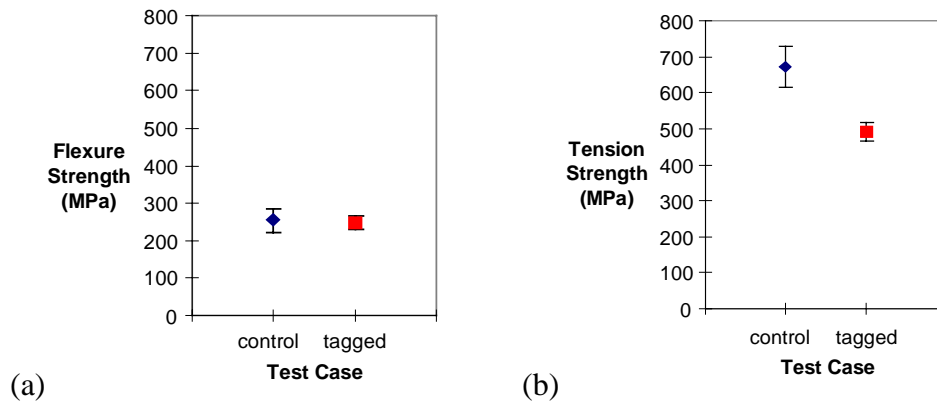 800
700
600
500
400
300
200
100
0
Flexure
Strength
(MPa)
control tagged
Test Case
(a)
800
700
600
500
400
300
200
100
0
Tension
Strength
(MPa)
control tagged
Test Case
(b)